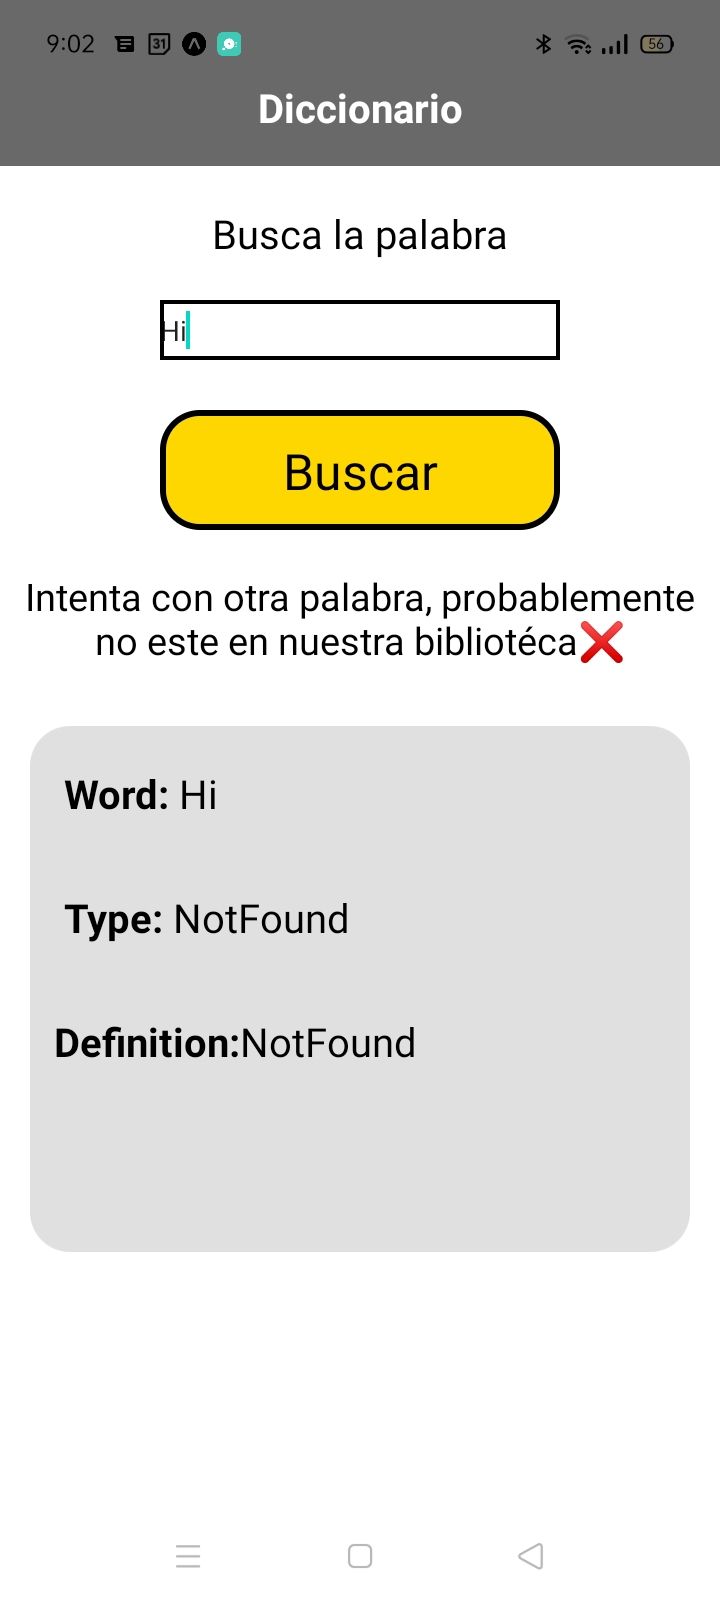 9:02 31 56
Diccionario
Busca la palabra
Hi
Buscar
Intenta con otra palabra, probablemente
no este en nuestra bibliotéca❌
Word: Hi
Type: NotFound
Definition:NotFound